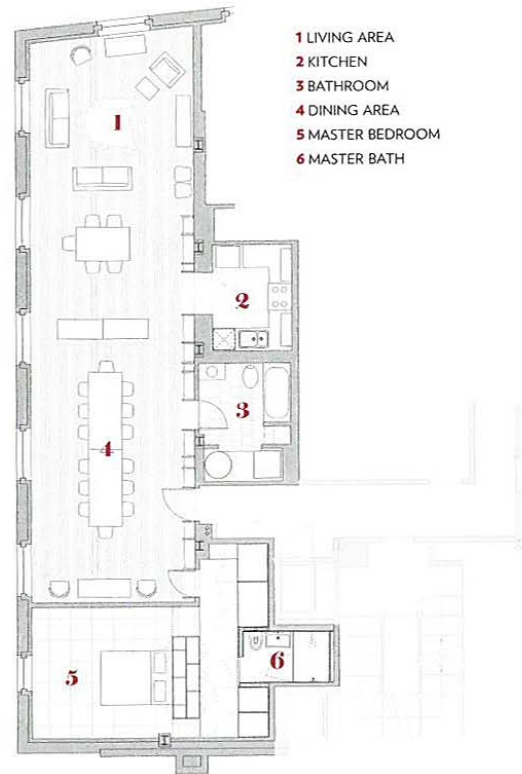 1 LIVING AREA
2 KITCHEN
3 BATHROOM
4 DINING AREA
5 MASTER BEDROOM
6 MASTER BATH
1
2
3
4
5
6